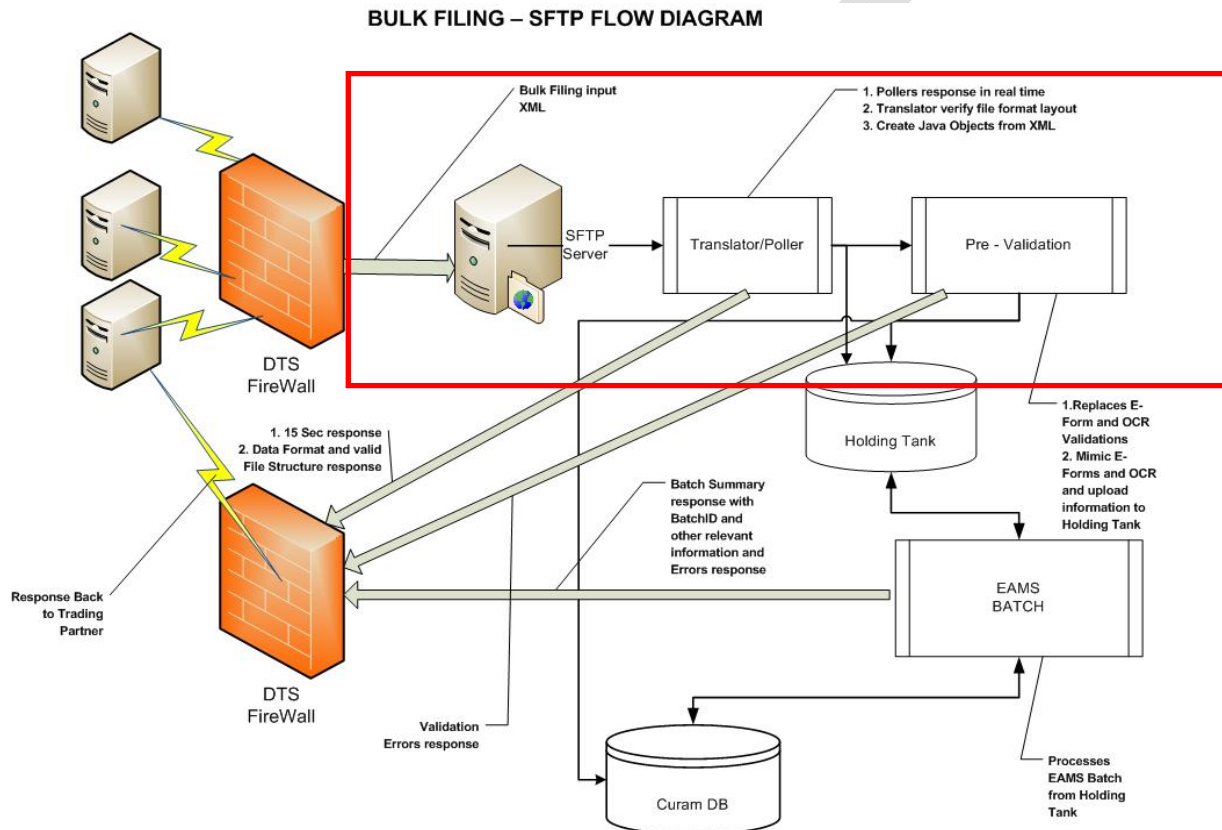 BULK FILING – SFTP FLOW DIAGRAM
Bulk Filing input
XML
1. Pollers response in real time
2. Translator verify file format layout
3. Create Java Objects from XML
SFTP
Server
Translator/Poller
Pre - Validation
DTS
FireWall
1. 15 Sec response
2. Data Format and valid
File Structure response
Holding Tank
1.Replaces E-
Form and OCR
Validations
2. Mimic E-
Forms and OCR
and upload
information to
Holding Tank
Batch Summary
response with
BatchID and
other relevant
information and
Errors response
Response Back
to Trading
Partner
EAMS
BATCH
DTS
FireWall
Validation
Errors response
Curam DB
Processes
EAMS Batch
from Holding
Tank